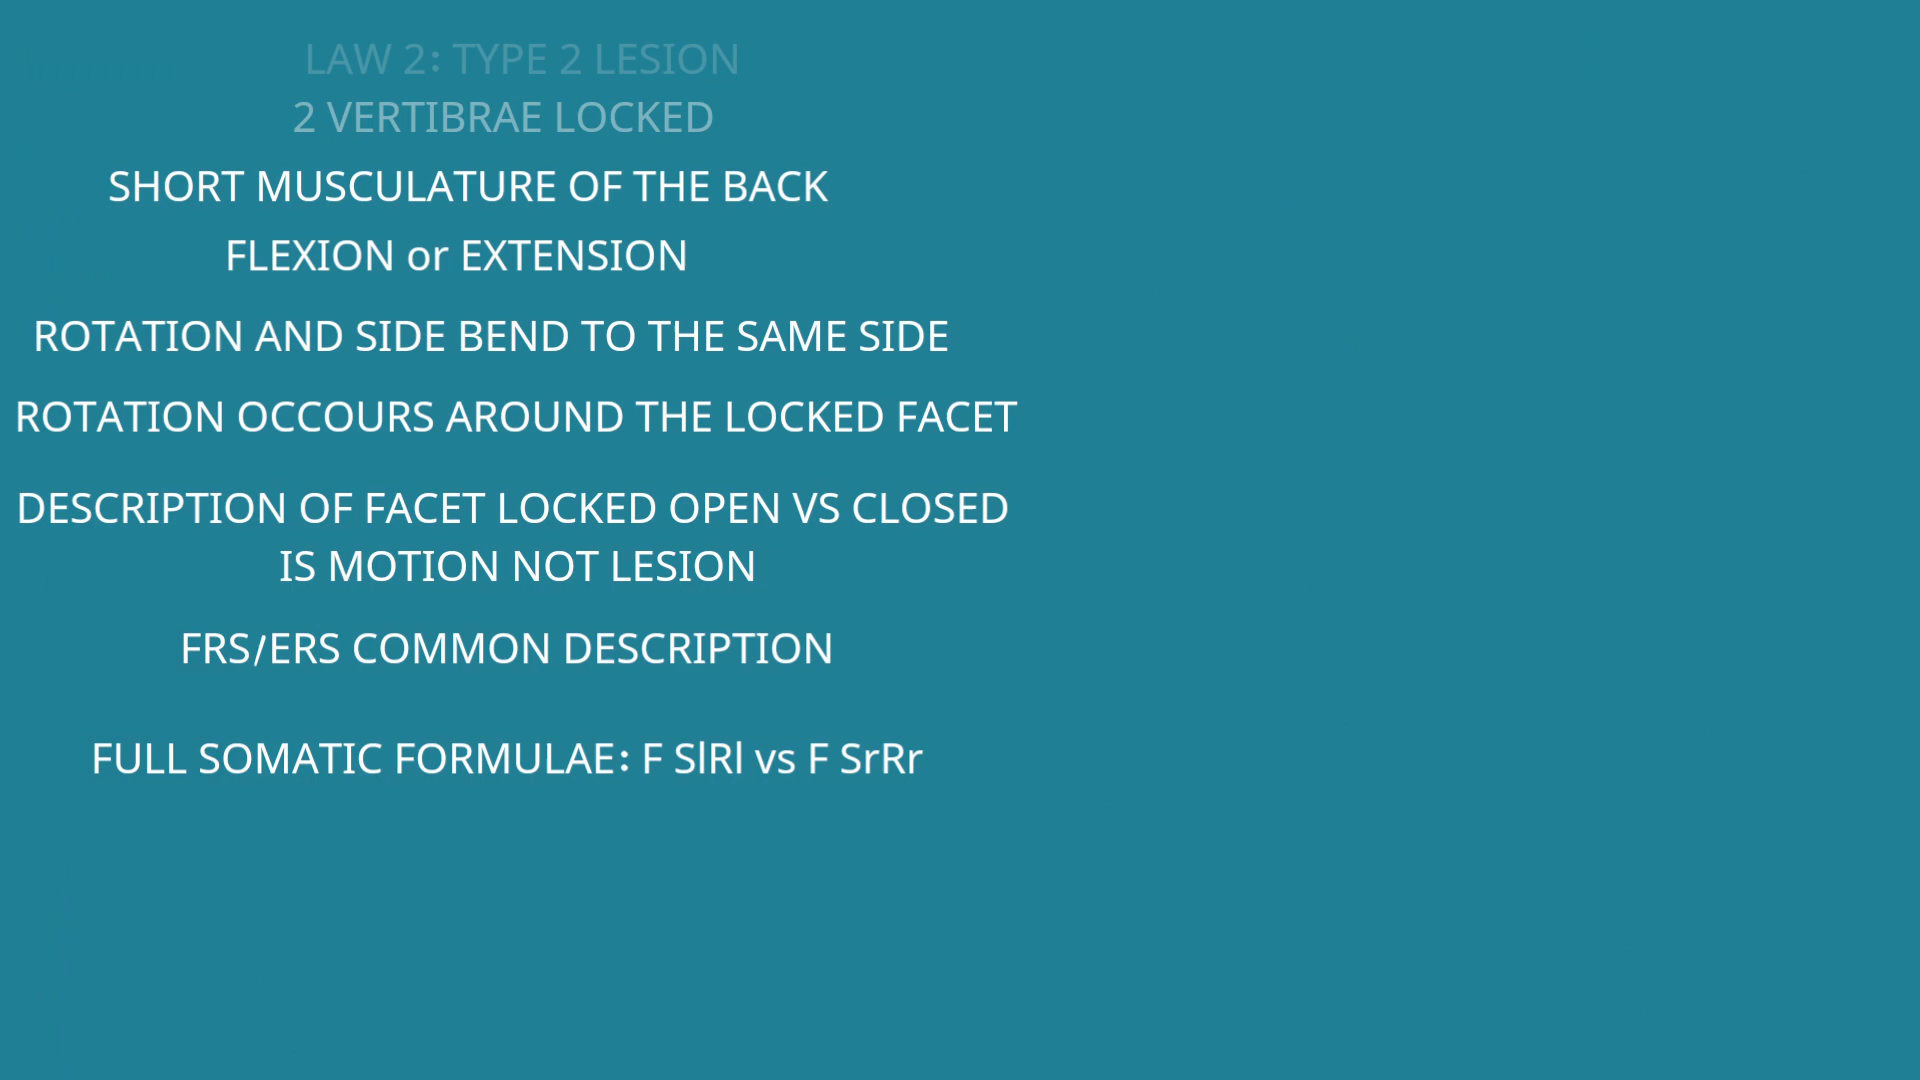 LAW 2: TYPE 2 LESION
2 VERTIBRAE LOCKED
SHORT MUSCULATURE OF THE BACK
FLEXION or EXTENSION
ROTATION AND SIDE BEND TO THE SAME SIDE
ROTATION OCCOURS AROUND THE LOCKED FACET
DESCRIPTION OF FACET LOCKED OPEN VS CLOSED
IS MOTION NOT LESION
FRS/ERS COMMON DESCRIPTION
FULL SOMATIC FORMULAE: F SlRl vs F SrRr